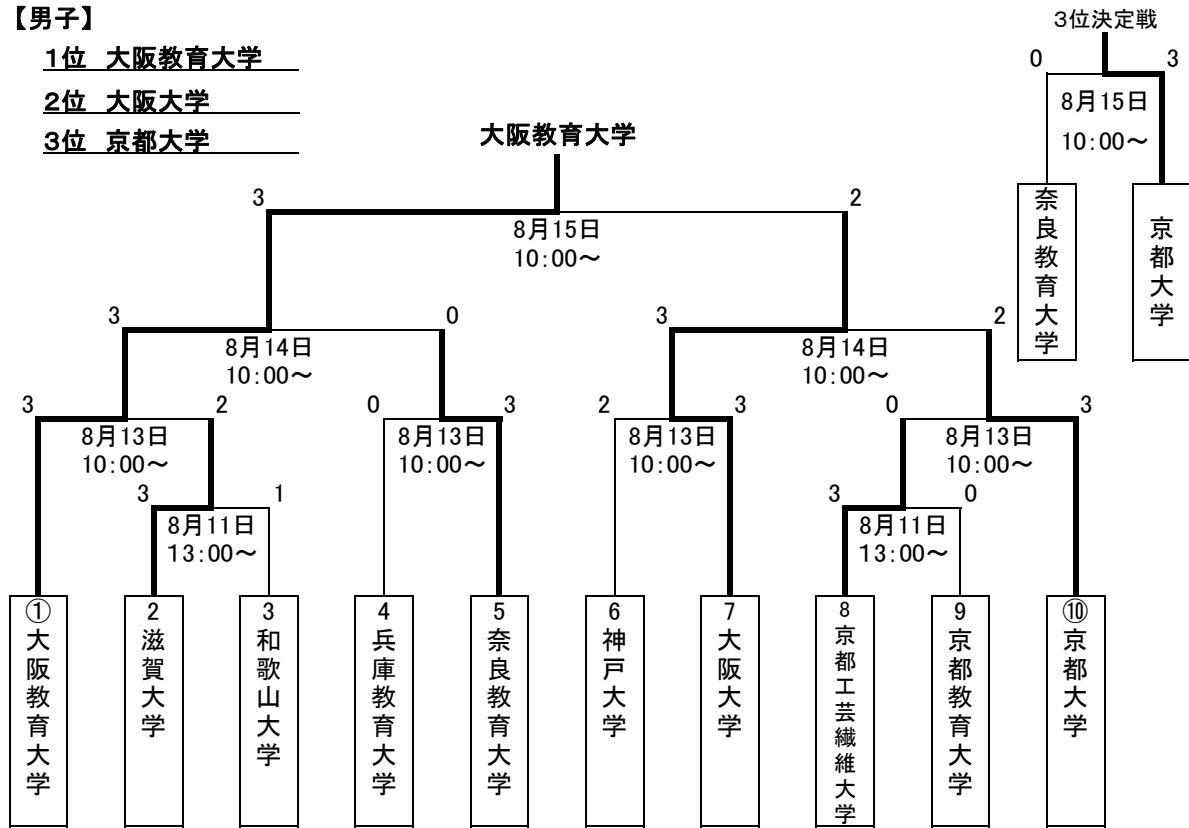 【男子】
1位 大阪教育大学
2位 大阪大学
3位 京都大学
3位決定戦
0 3
8月15日
10:00～
奈良教育大学
京都大学
大阪教育大学
3 2
8月15日
10:00～
3 0 3 2
8月14日 8月14日
10:00～ 10:00～
3 2 0 3 2 3 0 3
8月13日 8月13日 8月13日 8月13日
10:00～ 10:00～ 10:00～ 10:00～
3 1 3 0
8月11日 8月11日
13:00～ 13:00～
①大阪教育大学
2滋賀大学
3和歌山大学
4兵庫教育大学
5奈良教育大学
6神戸大学
7大阪大学
8京都工芸繊維大学
9京都教育大学
⑩京都大学